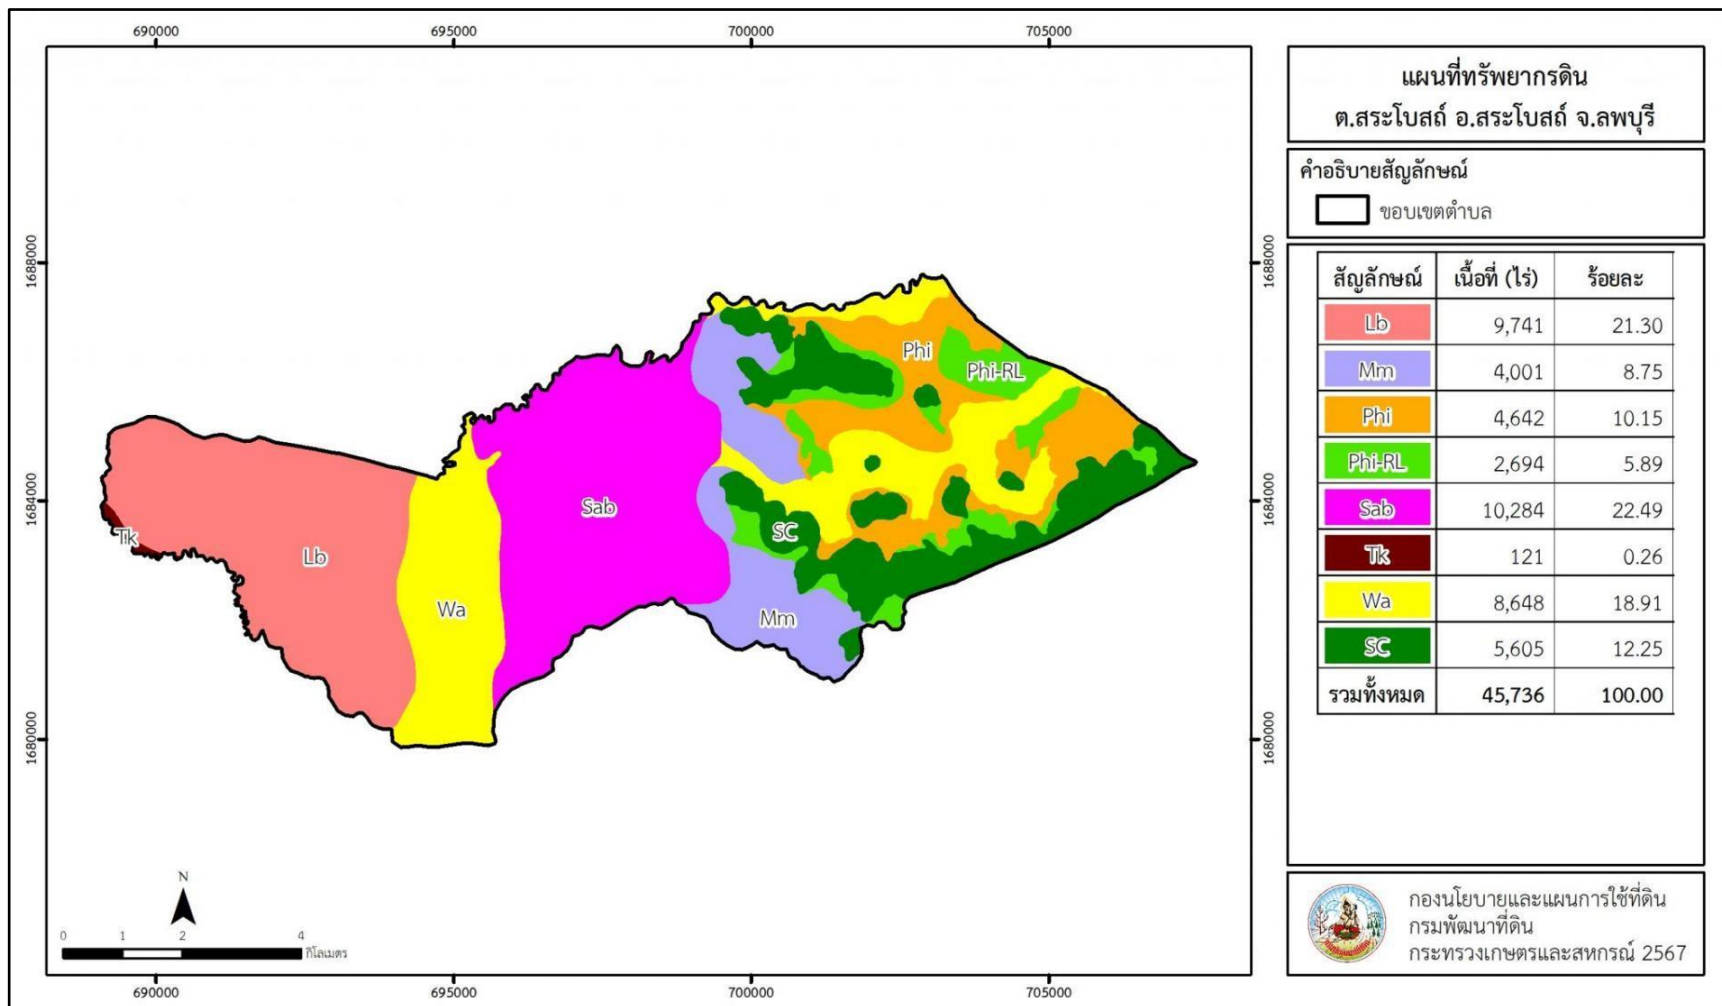 690000
695000
700000
705000
1688000
1688000
1684000
1684000
1680000
1680000
Phi
Phi-RL
Sab
SC
Tk
Lb
Wa
Mm
N
0 1 2 4
กิโลเมตร
690000
695000
700000
705000
แผนที่ทรัพยากรดิน
ต.สระโบสถ์ อ.สระโบสถ์ จ.ลพบุรี
คำอธิบายสัญลักษณ์
ขอบเขตตำบล
สัญลักษณ์ เนื้อที่ (ไร่) ร้อยละ
Lb 9,741 21.30
Mm 4,001 8.75
Phi 4,642 10.15
Phi-RL 2,694 5.89
Sab 10,284 22.49
Tk 121 0.26
Wa 8,648 18.91
SC 5,605 12.25
รวมทั้งหมด 45,736 100.00
กองนโยบายและแผนการใช้ที่ดิน
กรมพัฒนาที่ดิน
กระทรวงเกษตรและสหกรณ์ 2567